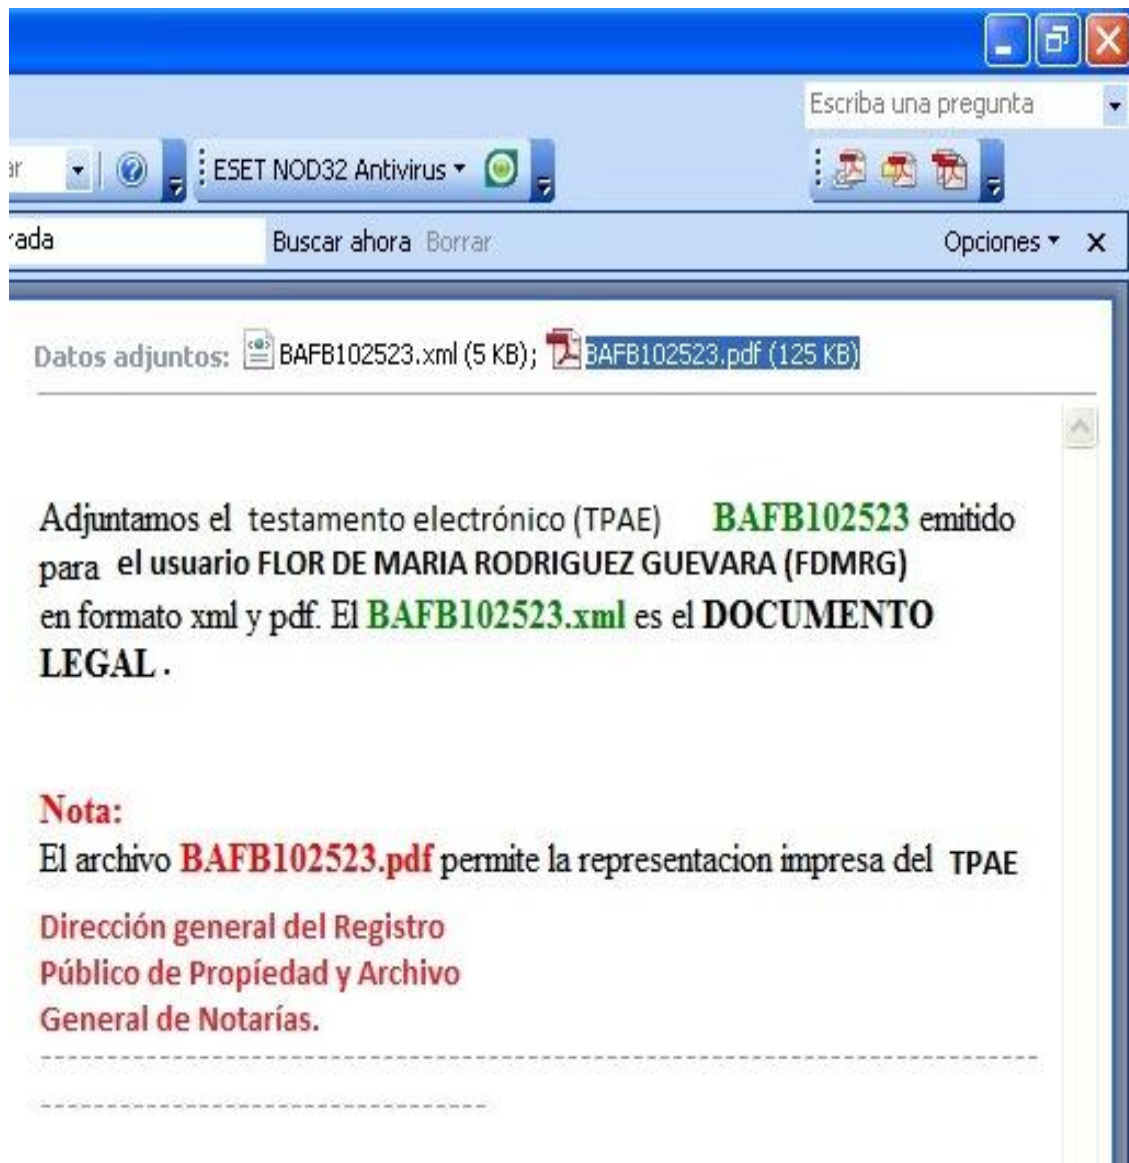 Escriba una pregunta
ar ESET NOD32 Antivirus
rada Buscar ahora Borrar Opciones
Datos adjuntos: BAFB102523.xml (5 KB); BAFB102523.pdf (125 KB)
Adjuntamos el testamento electrónico (TPAE) BAFB102523 emitido
para el usuario FLOR DE MARIA RODRIGUEZ GUEVARA (FDMRG)
en formato xml y pdf. El BAFB102523.xml es el DOCUMENTO
LEGAL .
Nota:
El archivo BAFB102523.pdf permite la representacion impresa del TPAE
Dirección general del Registro
Público de Propíedad y Archivo
General de Notarías.